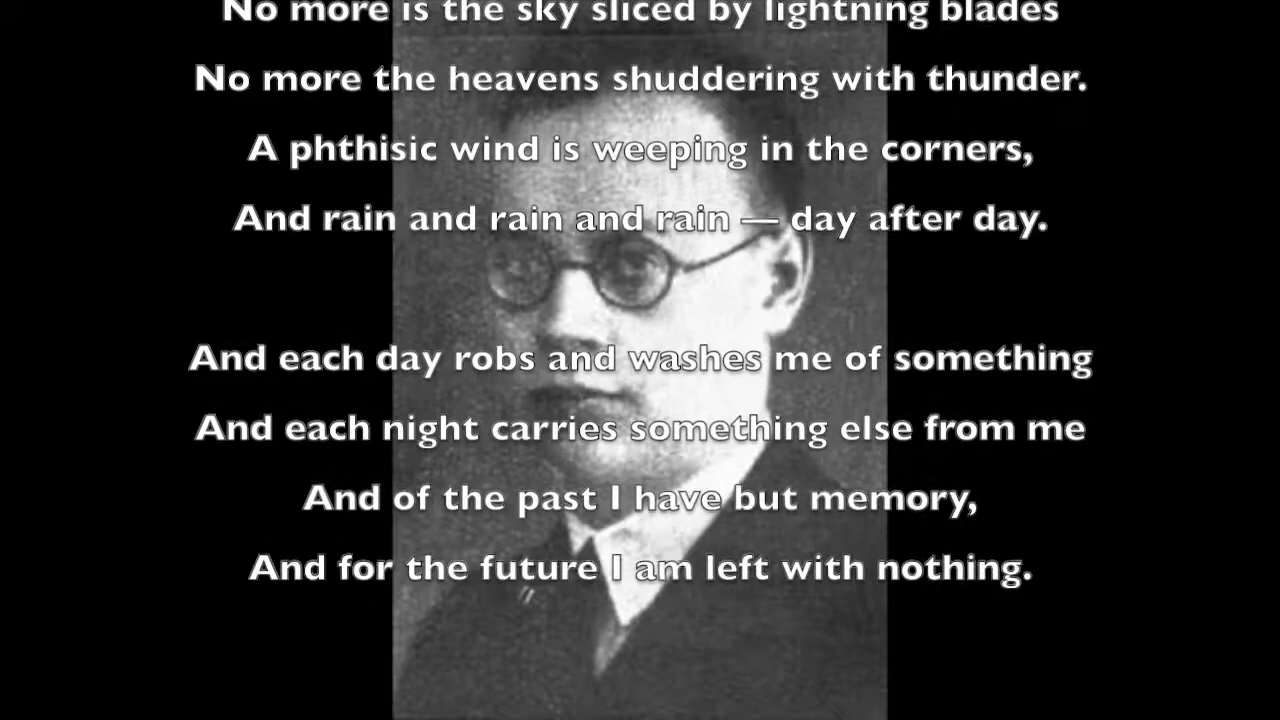 No more is the sky sliced by lightning blades
No more the heavens shuddering with thunder.
A phthisic wind is weeping in the corners,
And rain and rain and rain — day after day.
And each day robs and washes me of something
And each night carries something else from me
And of the past I have but memory,
And for the future I am left with nothing.